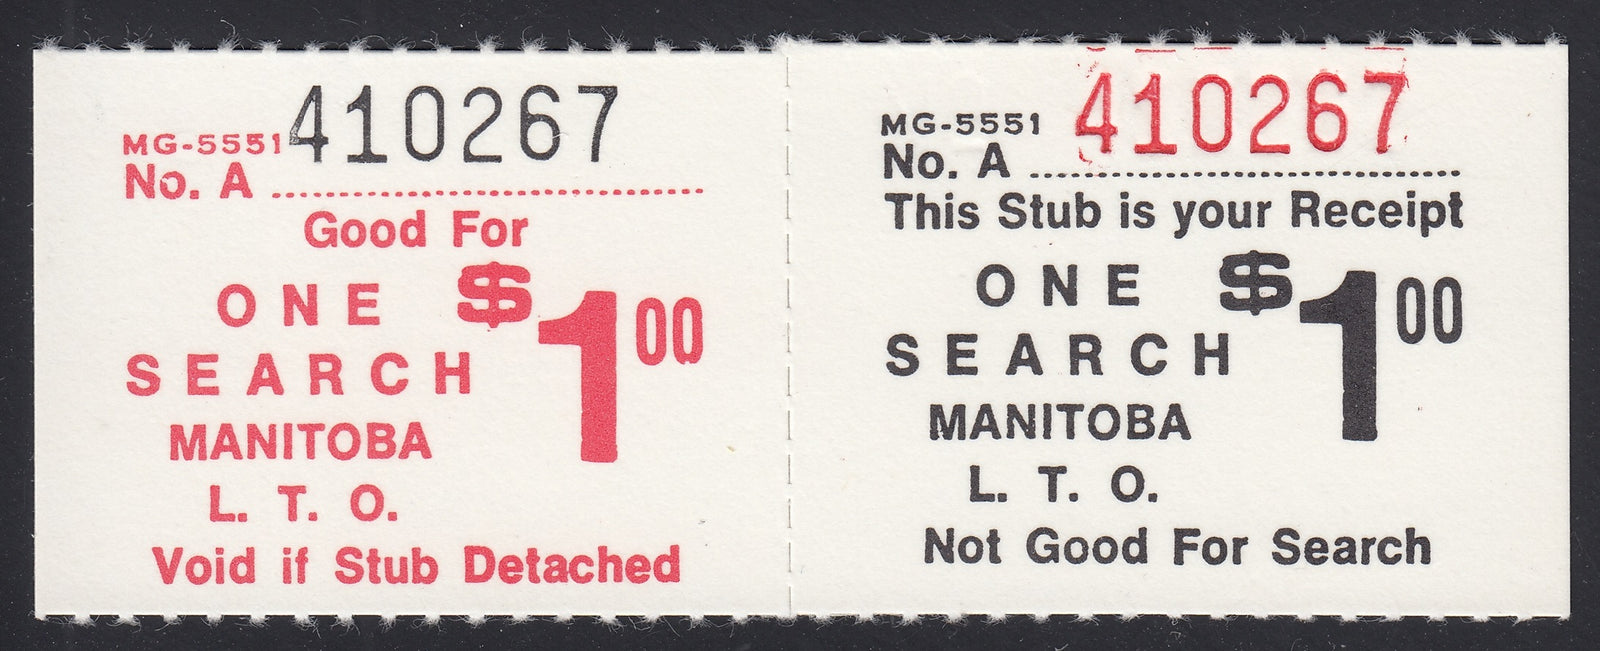 MG-5551 410267
No. A
Good For
ONE $1.00
SEARCH
MANITOBA
L. T. O.
Void if Stub Detached
MG-5551 410267
No. A
This Stub is your Receipt
ONE $1.00
SEARCH
MANITOBA
L. T. O.
Not Good For Search